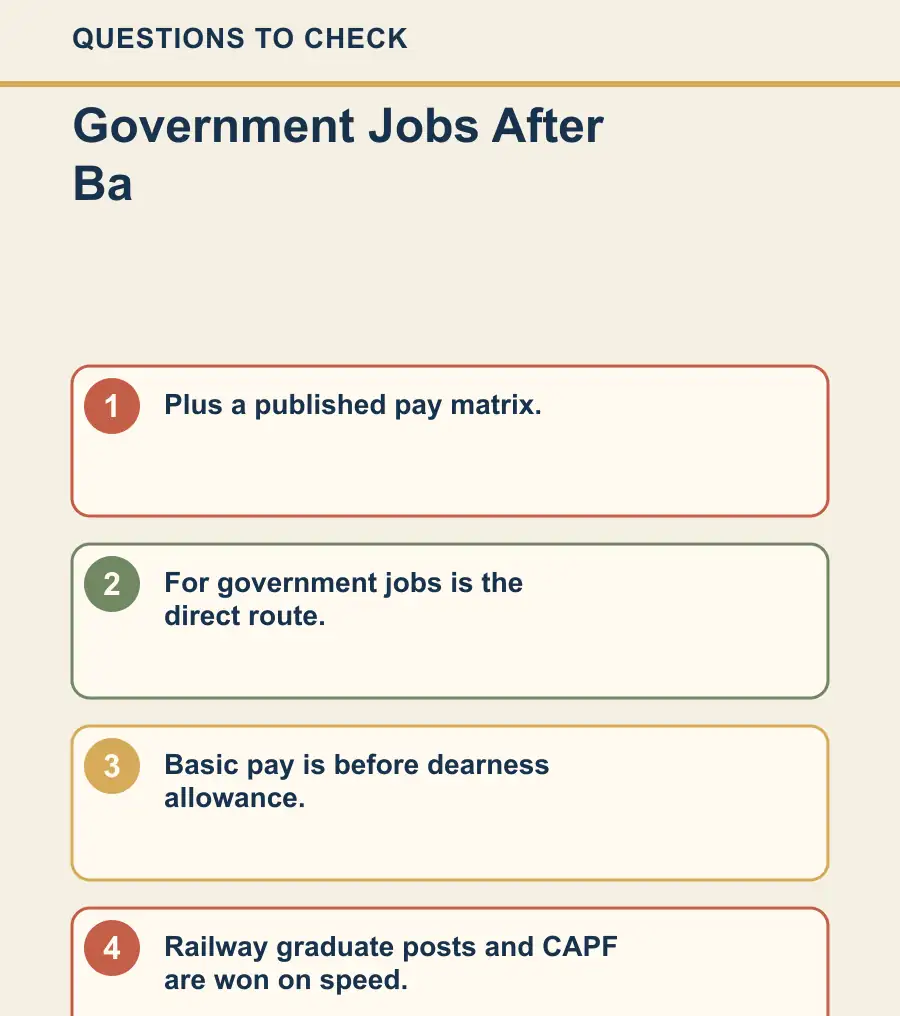 QUESTIONS TO CHECK
Government Jobs After
Ba
1
Plus a published pay matrix.
2
For government jobs is the
direct route.
3
Basic pay is before dearness
allowance.
4
Railway graduate posts and CAPF
are won on speed.